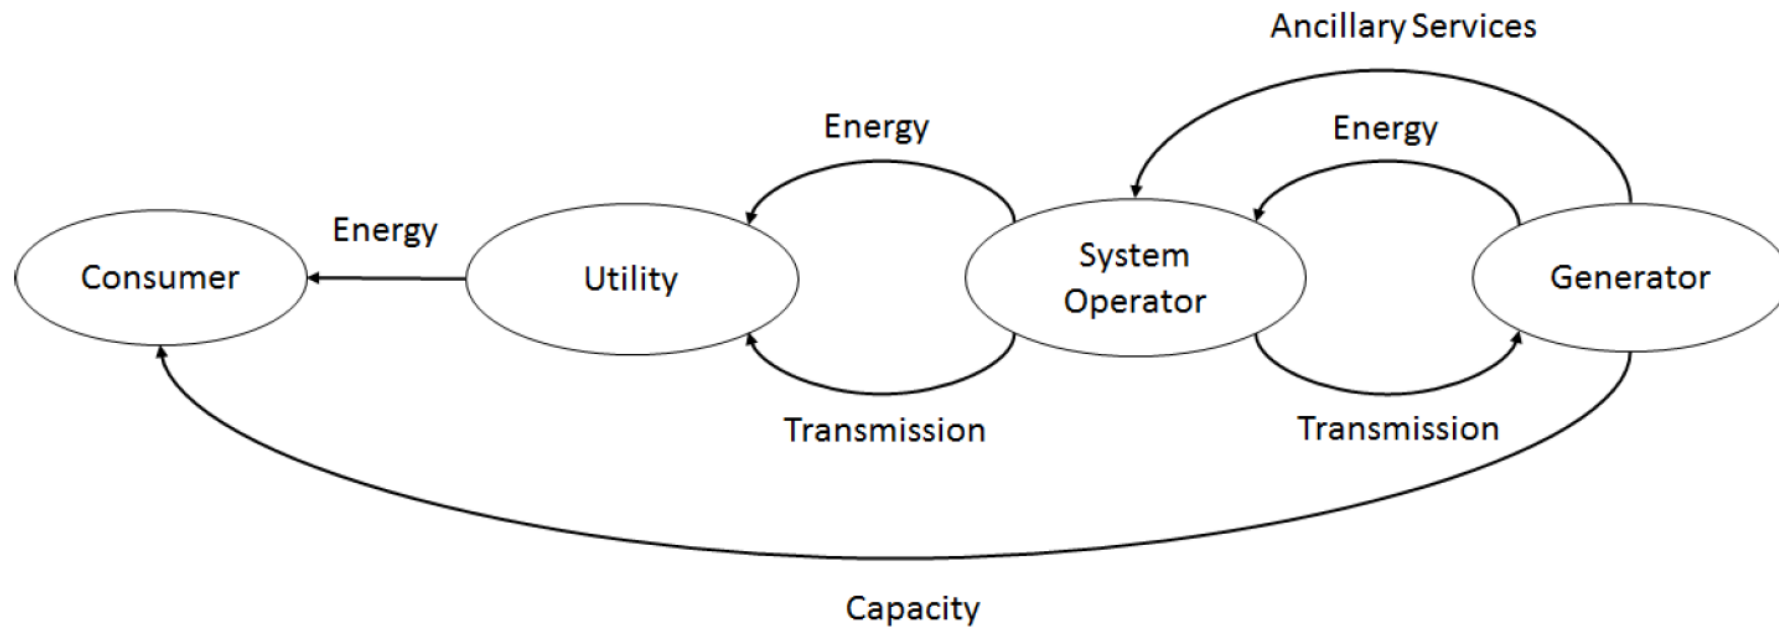 Ancillary Services
Energy
Energy
Energy
Consumer
Utility
System
Operator
Generator
Transmission
Transmission
Capacity